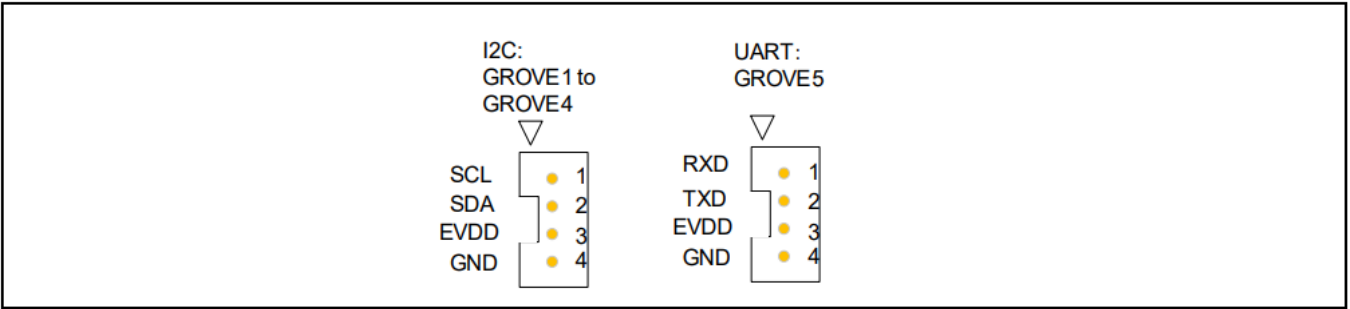 I2C:
GROVE1 to
GROVE4
SCL 1
SDA 2
EVDD 3
GND 4
UART:
GROVE5
RXD 1
TXD 2
EVDD 3
GND 4